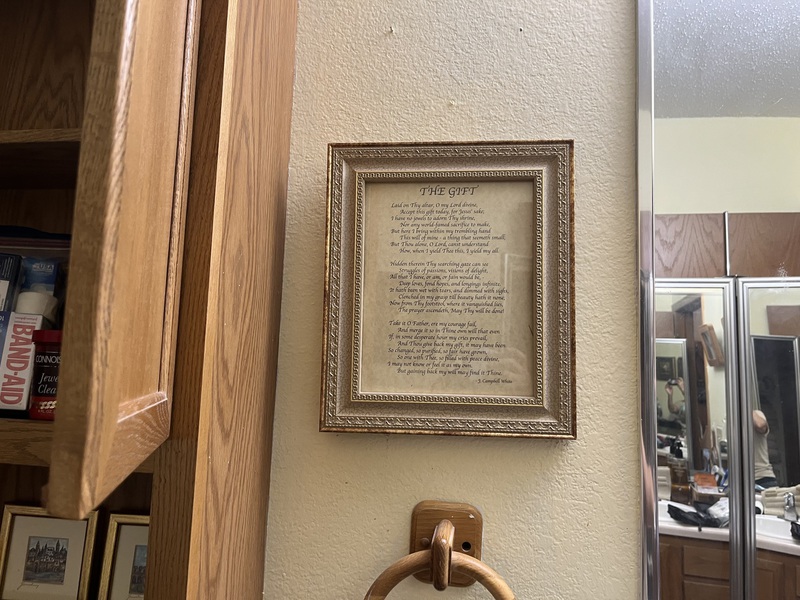 THE GIFT
Laid on Thy altar, O my Lord divine,
Accept this gift today, for Jesus' sake;
I have no jewels to adorn Thy shrine,
Nor any world-famed sacrifice to make,
But here I bring within my trembling hand
This will of mine - a thing that seemeth small,
But Thou alone, O Lord, canst understand
How, when I yield Thee this, I yield my all.
Hidden therein Thy searching gaze can see
Struggles of passions, visions of delight,
All that I have, or am, or fain would be,
Deep loves, fond hopes, and longings infinite.
It hath been wet with tears, and dimmed with sighs,
Clenched in my grasp till beauty hath it none.
Now from Thy footstool, where it vanquished lies,
The prayer ascendeth, May Thy will be done!
Take it O Father, ere my courage fail,
And merge it so in Thine own will that even
If, in some desperate hour my cries prevail,
And Thou give back my gift, it may have been
So changed, so purified, so fair have grown,
So one with Thee, so filled with peace divine,
I may not know or feel it as my own,
But gaining back my will may find it Thine.
J. Campbell White
BAND-AID
CONNOIS
Jewe
Clea